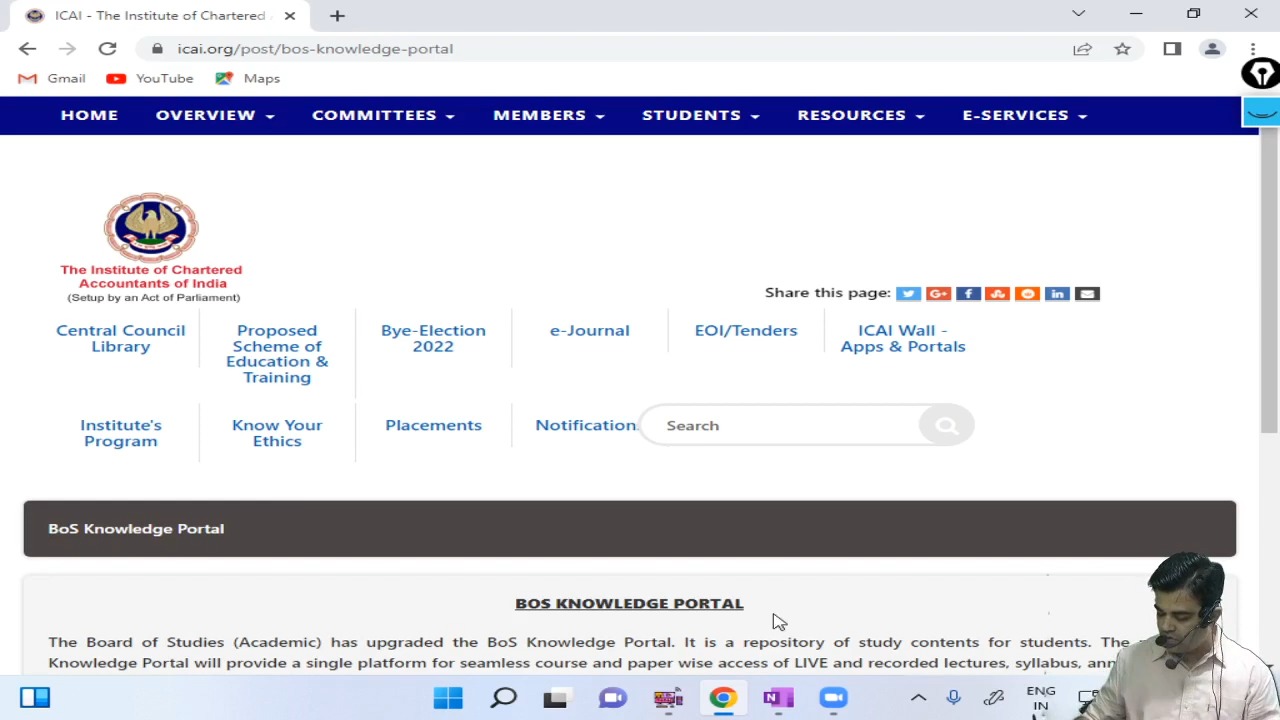 ICAI - The Institute of Chartered
icai.org/post/bos-knowledge-portal
Gmail YouTube Maps
HOME OVERVIEW COMMITTEES MEMBERS STUDENTS RESOURCES E-SERVICES
The Institute of Chartered
Accountants of India
(Setup by an Act of Parliament)
Share this page:
Central Council
Library
Proposed
Scheme of
Education &
Training
Bye-Election
2022
e-Journal
EOI/Tenders
ICAI Wall -
Apps & Portals
Institute's
Program
Know Your
Ethics
Placements
Notification
Search
BoS Knowledge Portal
BOS KNOWLEDGE PORTAL
The Board of Studies (Academic) has upgraded the BoS Knowledge Portal. It is a repository of study contents for students. The
Knowledge Portal will provide a single platform for seamless course and paper wise access of LIVE and recorded lectures, syllabus,
ENG
IN